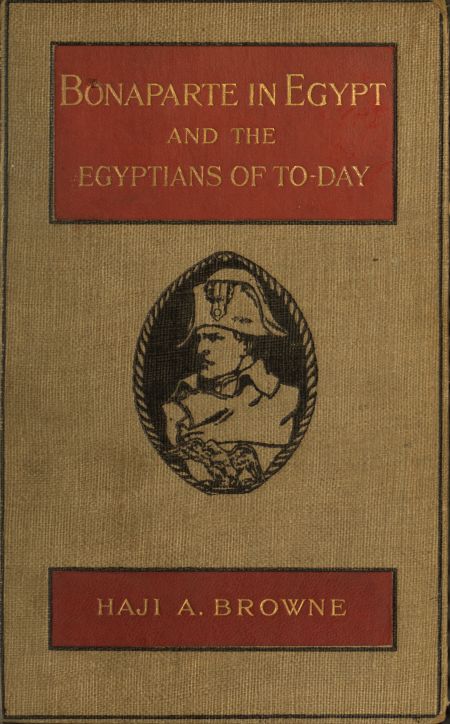 BONAPARTE IN EGYPT
AND THE
EGYPTIANS OF TO-DAY
HAJI A. BROWNE